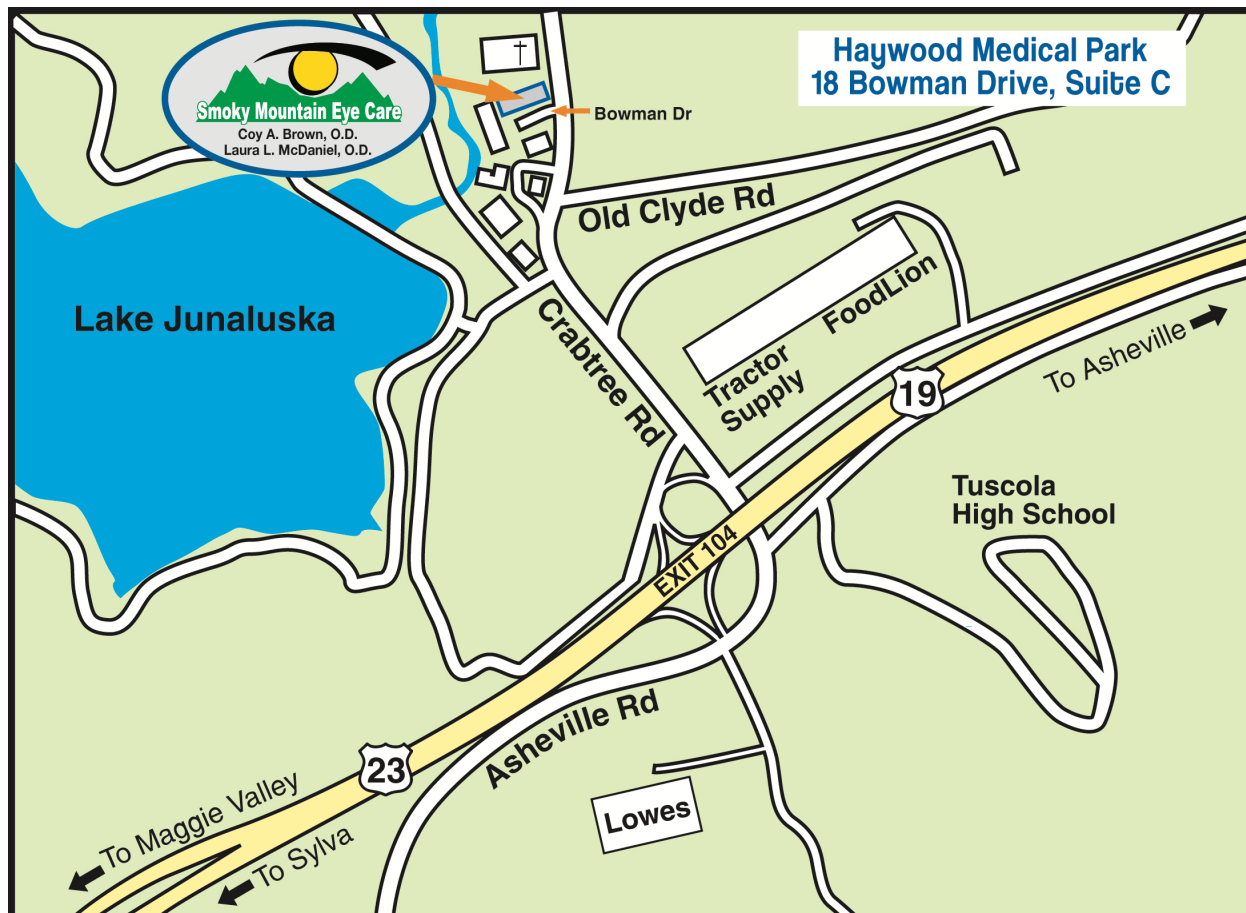 Haywood Medical Park
18 Bowman Drive, Suite C
Smoky Mountain Eye Care
Coy A. Brown, O.D.
Laura L. McDaniel, O.D.
Bowman Dr
Old Clyde Rd
Lake Junaluska
Crabtree Rd
FoodLion
Tractor
Supply
To Asheville
19
Tuscola
High School
EXIT 104
Asheville Rd
23
Lowes
To Maggie Valley
To Sylva